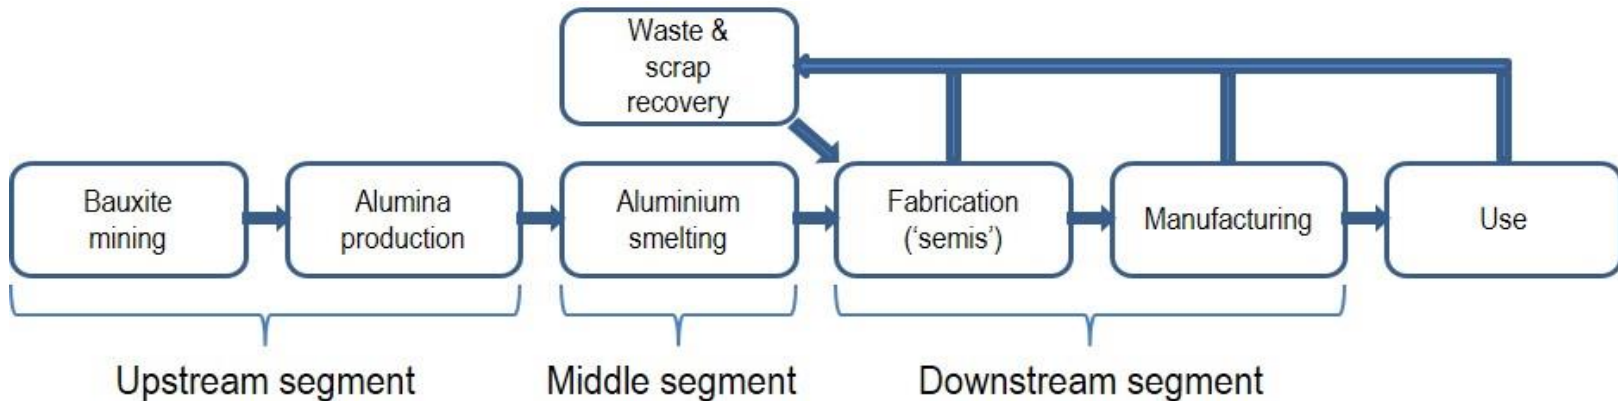 Waste &
scrap
recovery
Bauxite
mining
Alumina
production
Aluminium
smelting
Fabrication
(‘semis’)
Manufacturing
Use
Upstream segment
Middle segment
Downstream segment